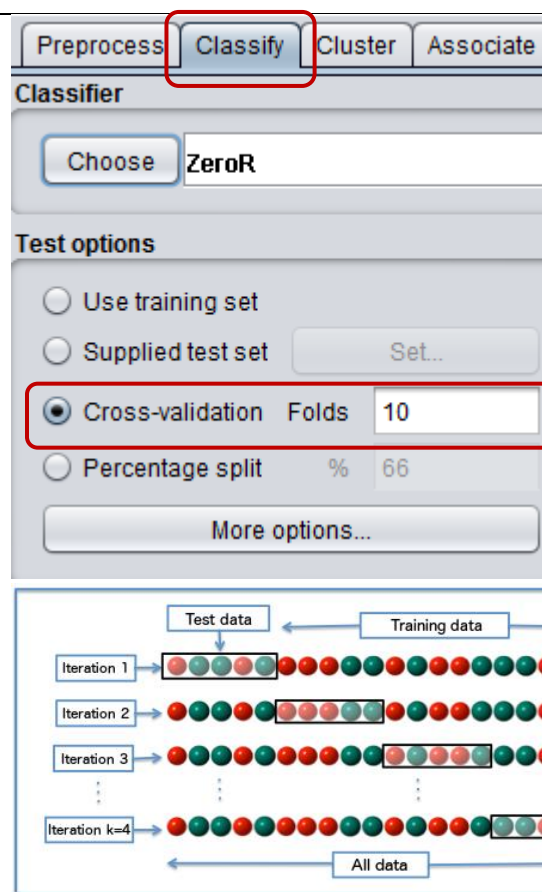 Preprocess Classify Cluster Associate
Classifier
Choose ZeroR
Test options
Use training set
Supplied test set Set...
Cross-validation Folds 10
Percentage split % 66
More options...
Test data Training data
Iteration 1
Iteration 2
Iteration 3
Iteration k=4
All data